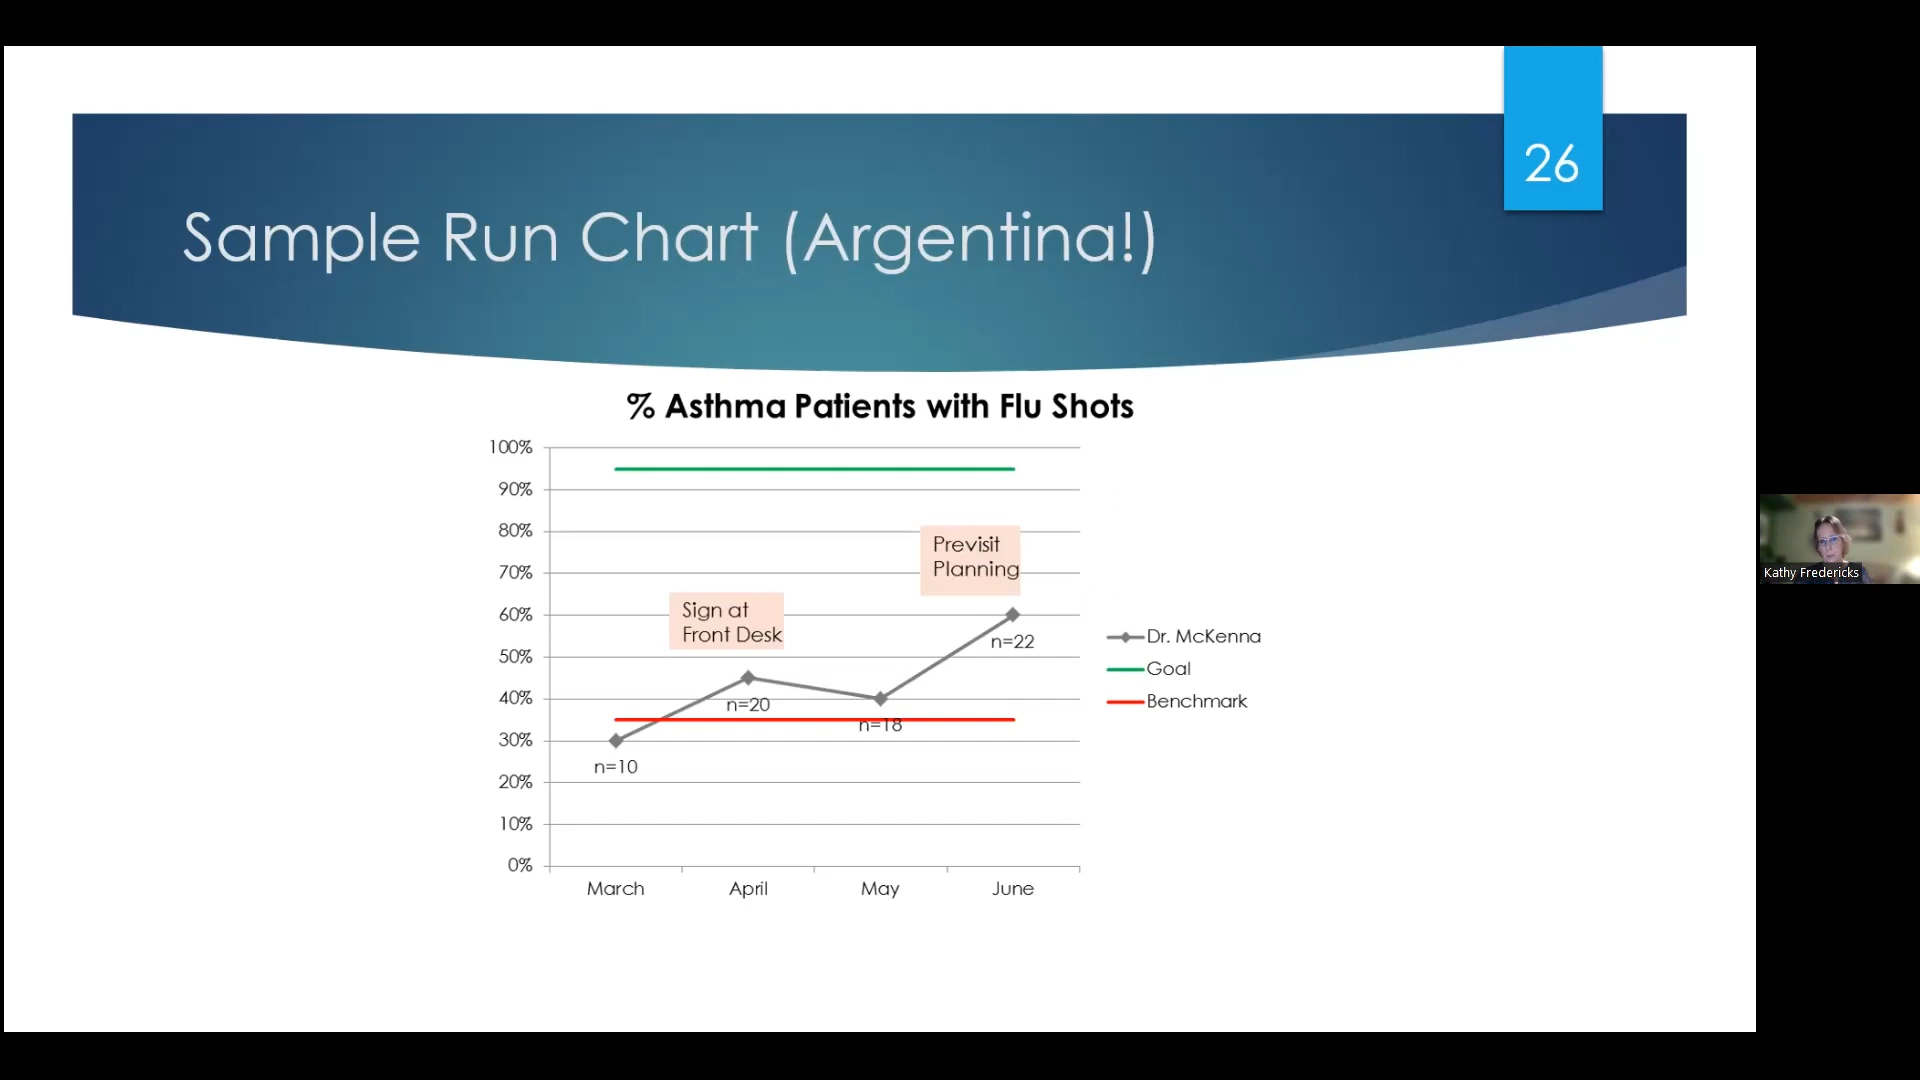 26
Sample Run Chart (Argentina!)
% Asthma Patients with Flu Shots
100%
90%
80%
70%
60%
50%
40%
30%
20%
10%
0%
Sign at
Front Desk
Previsit
Planning
n=10
n=20
n=18
n=22
March
April
May
June
Dr. McKenna
Goal
Benchmark
Kathy Fredericks